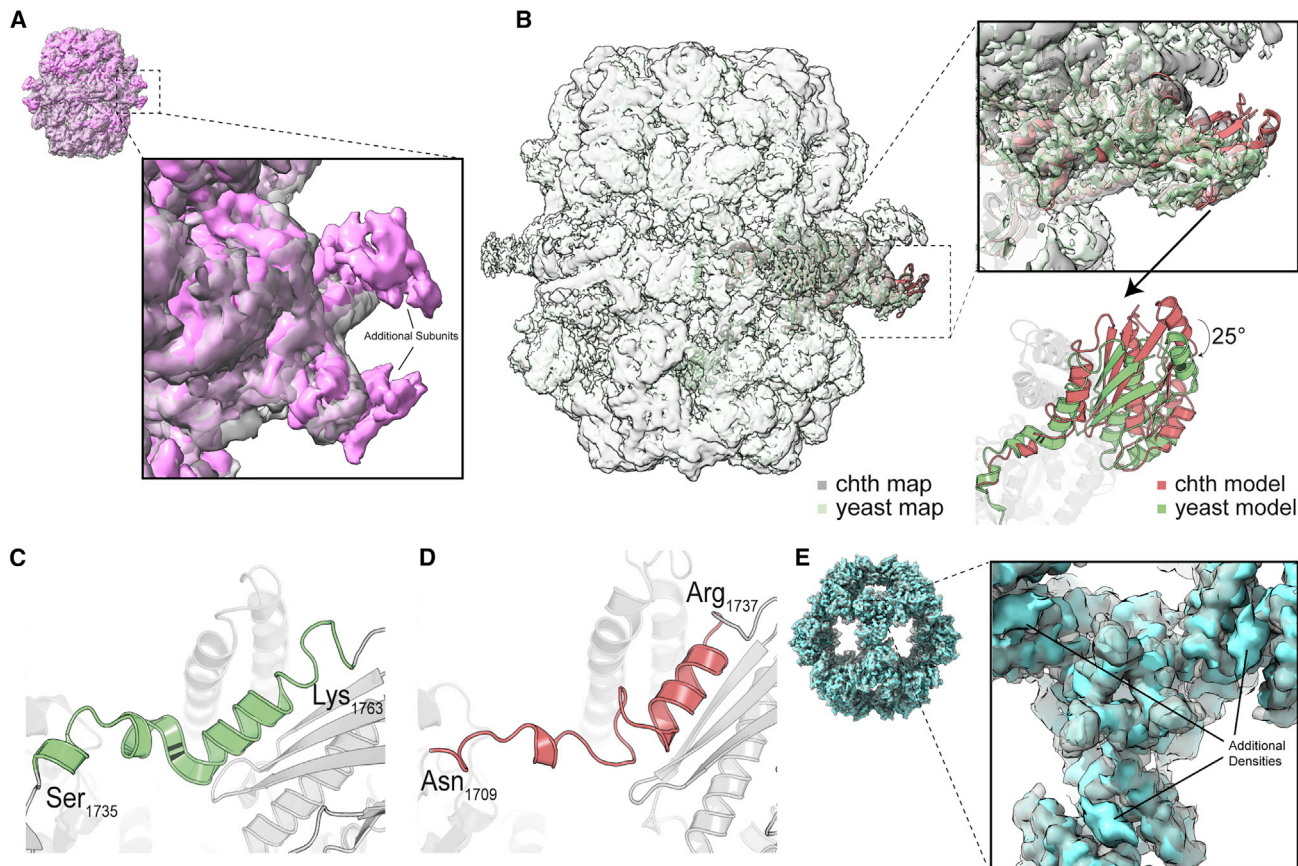 A
Additional Subunits
B
25°
chth map
yeast map
chth model
yeast model
C
Lys1763
Ser1735
D
Arg1737
Asn1709
E
Additional
Densities